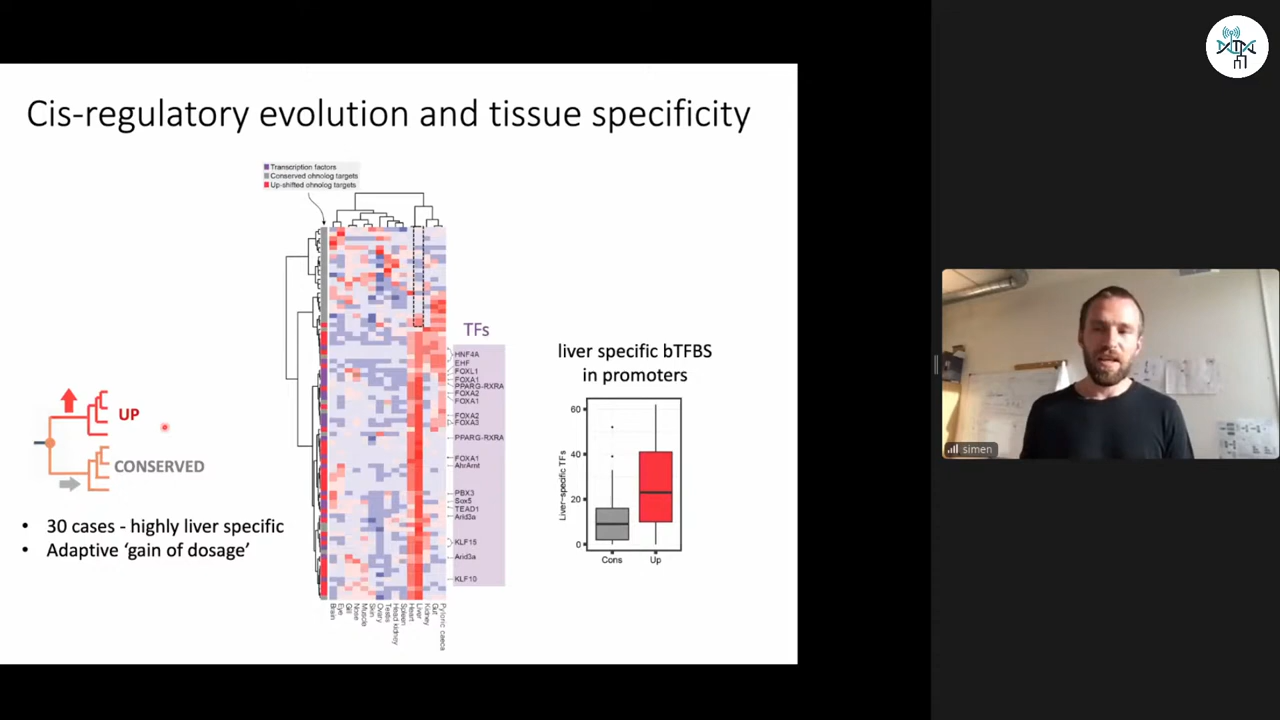 Cis-regulatory evolution and tissue specificity
Transcription factors
Conserved ohnolog targets
Up-shifted ohnolog targets
TFs
HNF4A
EHF
FOXL1
FOXA1
PPARG-RXRA
FOXA2
FOXA1
FOXA2
FOXA3
PPARG-RXRA
FOXA1
AhrArnt
PBX3
Sox5
TEAD1
Arid3a
KLF15
Arid3a
KLF10
Brain
Eye
Gill
Nose
Muscle
Skin
Ovary
Testis
Head kidney
Spleen
Heart
Liver
Kidney
Gut
Pyloric caeca
UP
CONSERVED
• 30 cases - highly liver specific
• Adaptive ‘gain of dosage’
liver specific bTFBS
in promoters
Liver-specific TFs
60
40
20
0
Cons Up
simen